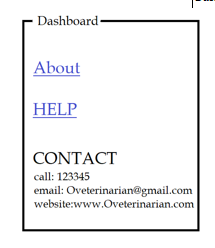 Dashboard
About
HELP
CONTACT
call: 123345
email: Oveterinarian@gmail.com
website:www.Oveterinarian.com